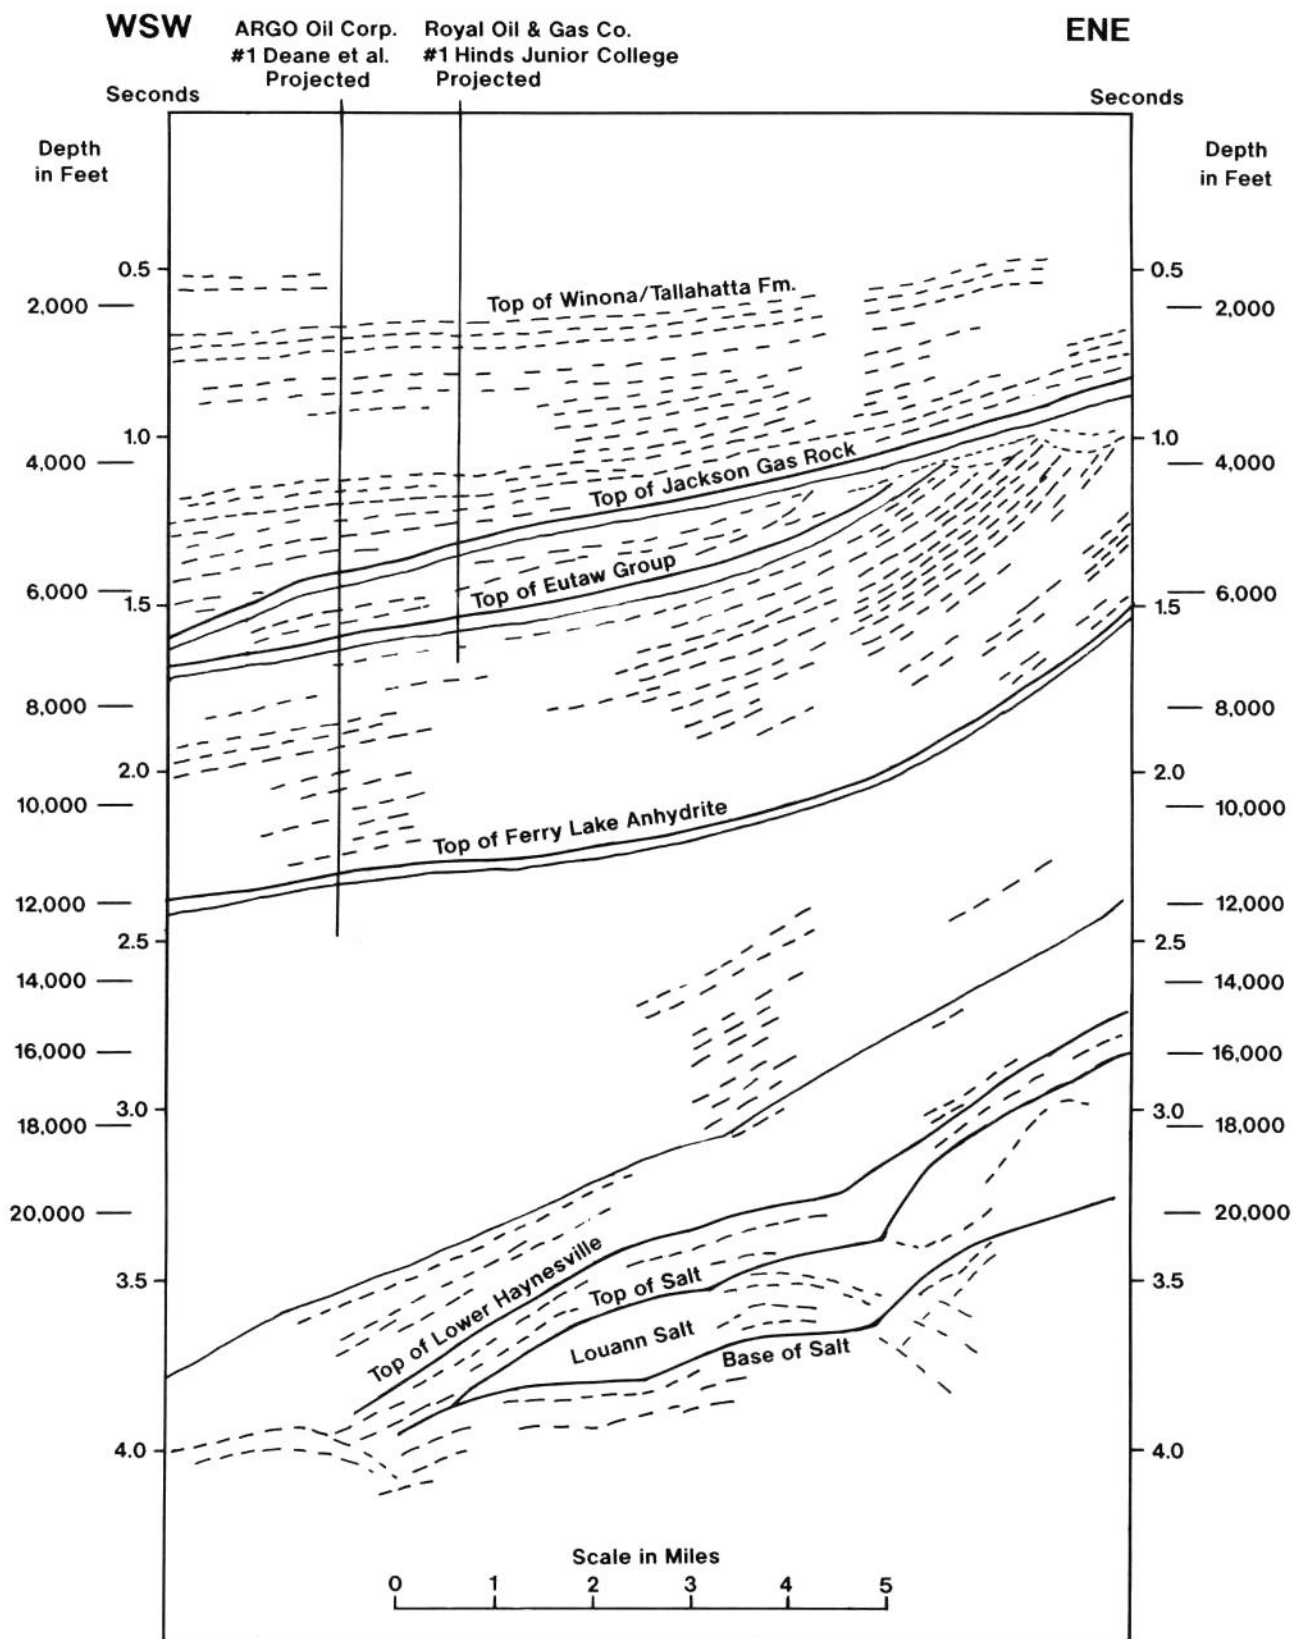 WSW
ARGO Oil Corp.
#1 Deane et al.
Projected
Royal Oil & Gas Co.
#1 Hinds Junior College
Projected
ENE
Seconds
Seconds
Depth
in Feet
Depth
in Feet
0.5
0.5
2,000
2,000
Top of Winona/Tallahatta Fm.
1.0
1.0
4,000
4,000
Top of Jackson Gas Rock
6,000
6,000
Top of Eutaw Group
1.5
1.5
8,000
8,000
2.0
2.0
10,000
10,000
Top of Ferry Lake Anhydrite
12,000
12,000
2.5
2.5
14,000
14,000
16,000
16,000
3.0
3.0
18,000
18,000
20,000
20,000
Top of Lower Haynesville
3.5
3.5
Top of Salt
Louann Salt
Base of Salt
4.0
4.0
Scale in Miles
0 1 2 3 4 5